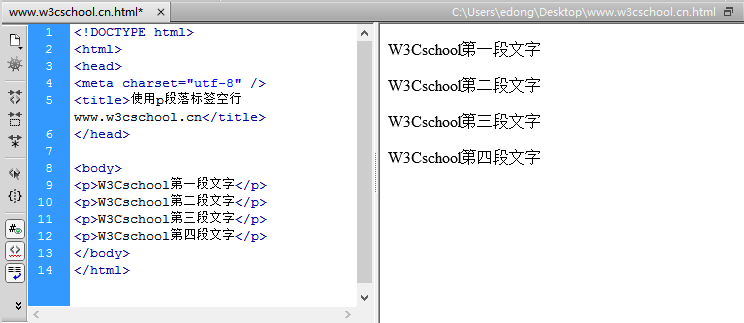 www.w3cschool.cn.html*
C:\Users\edong\Desktop\www.w3cschool.cn.html
1 <!DOCTYPE html>
2 <html>
3 <head>
4 <meta charset="utf-8" />
5 <title>使用p段落标签空行
www.w3cschool.cn</title>
6 </head>
7
8 <body>
9 <p>W3Cschool第一段文字</p>
10 <p>W3Cschool第二段文字</p>
11 <p>W3Cschool第三段文字</p>
12 <p>W3Cschool第四段文字</p>
13 </body>
14 </html>
W3Cschool第一段文字
W3Cschool第二段文字
W3Cschool第三段文字
W3Cschool第四段文字